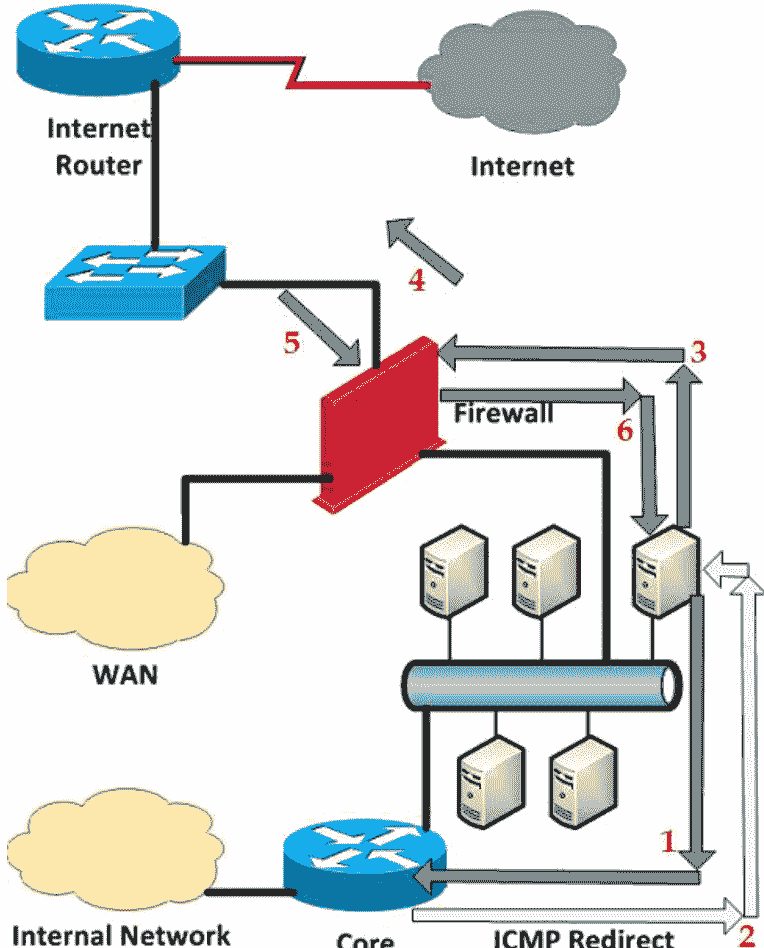 Internet
Router
Internet
4
5
3
Firewall
6
WAN
1
Internal Network
Core
ICMP Redirect
2